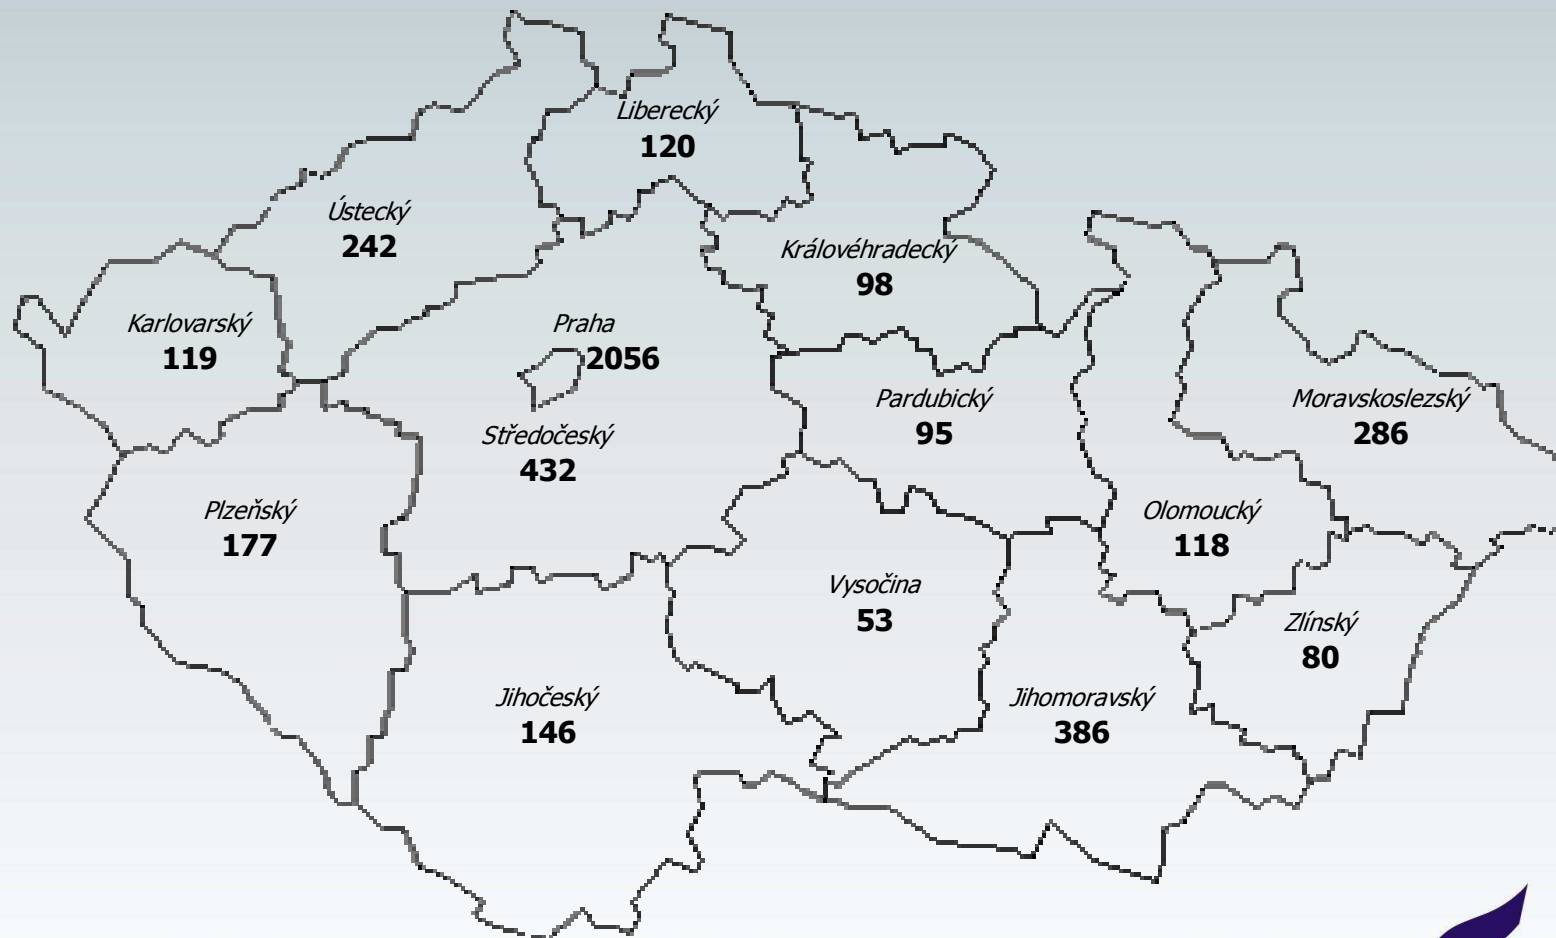 Liberecký
120
Ústecký
242
Královéhradecký
98
Karlovarský
119
Praha
2056
Pardubický
95
Moravskoslezský
286
Středočeský
432
Plzeňský
177
Olomoucký
118
Vysočina
53
Zlínský
80
Jihočeský
146
Jihomoravský
386